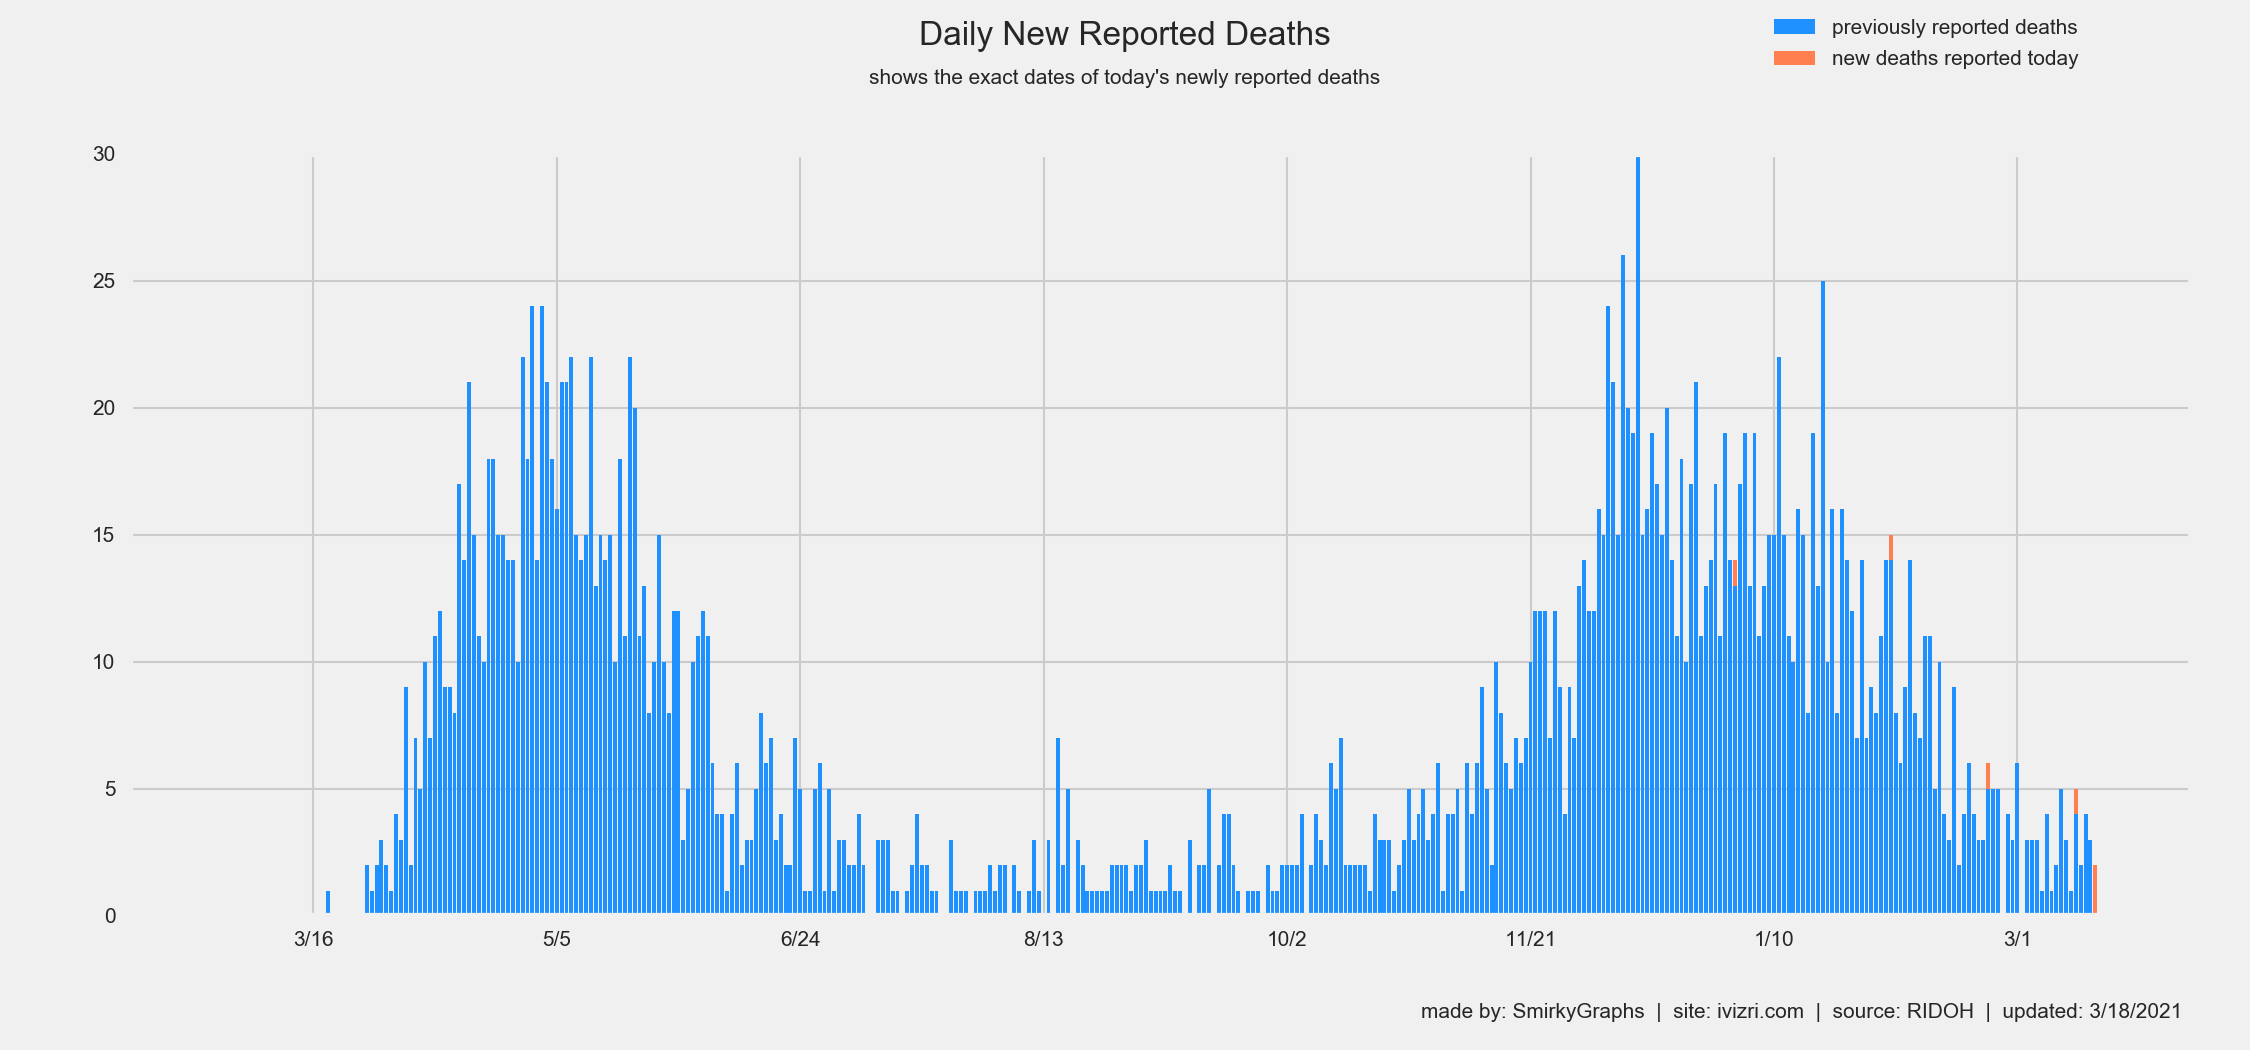 Daily New Reported Deaths
shows the exact dates of today's newly reported deaths
previously reported deaths
new deaths reported today
30
25
20
15
10
5
0
3/16 5/5 6/24 8/13 10/2 11/21 1/10 3/1
made by: SmirkyGraphs | site: ivizri.com | source: RIDOH | updated: 3/18/2021